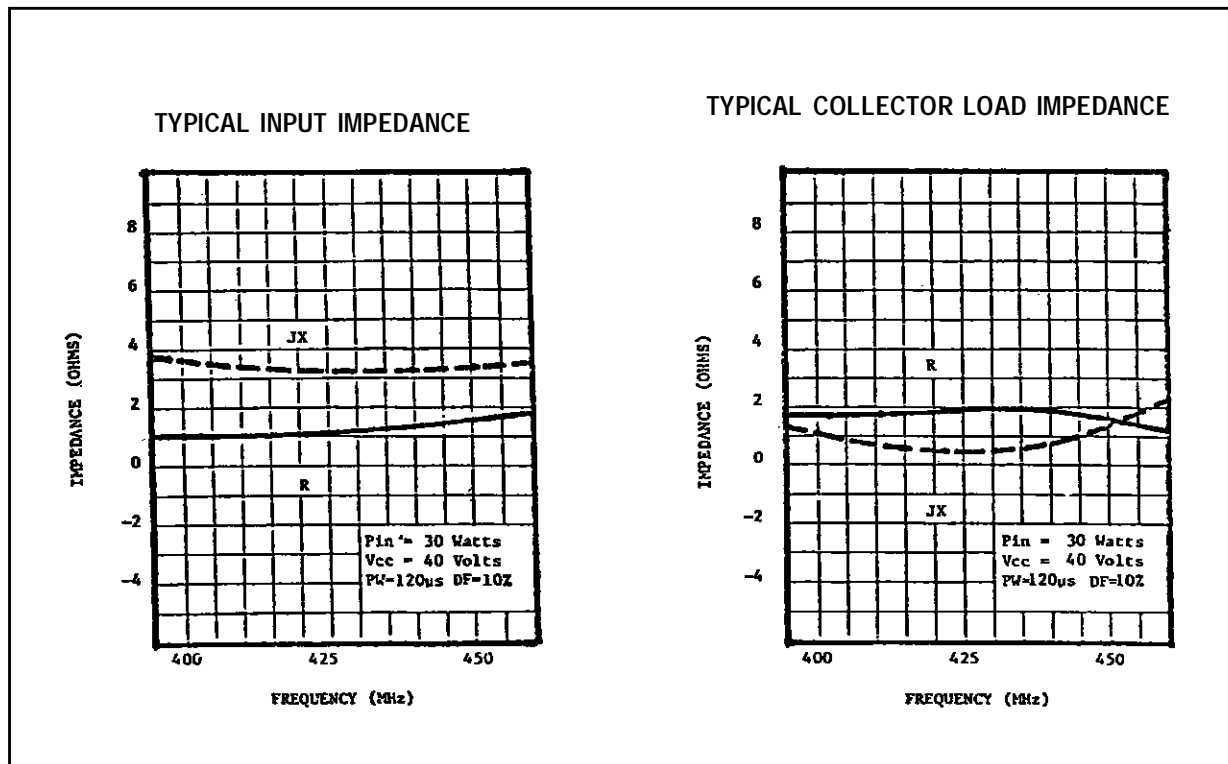 TYPICAL INPUT IMPEDANCE
IMPEDANCE (OHMS)
8
6
4
2
0
-2
-4
JX
R
Pin = 30 Watts
Vcc = 40 Volts
PW=120µs DF=10%
400 425 450
FREQUENCY (MHz)
TYPICAL COLLECTOR LOAD IMPEDANCE
IMPEDANCE (OHMS)
8
6
4
2
0
-2
-4
R
JX
Pin = 30 Watts
Vcc = 40 Volts
PW=120µs DF=10%
400 425 450
FREQUENCY (MHz)